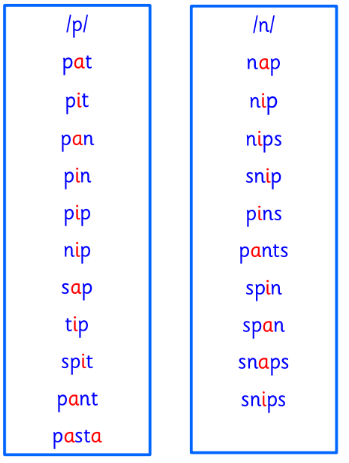 /p/
pat
pit
pan
pin
pip
nip
sap
tip
spit
pant
pasta
/n/
nap
nip
nips
snip
pins
pants
spin
span
snaps
snips